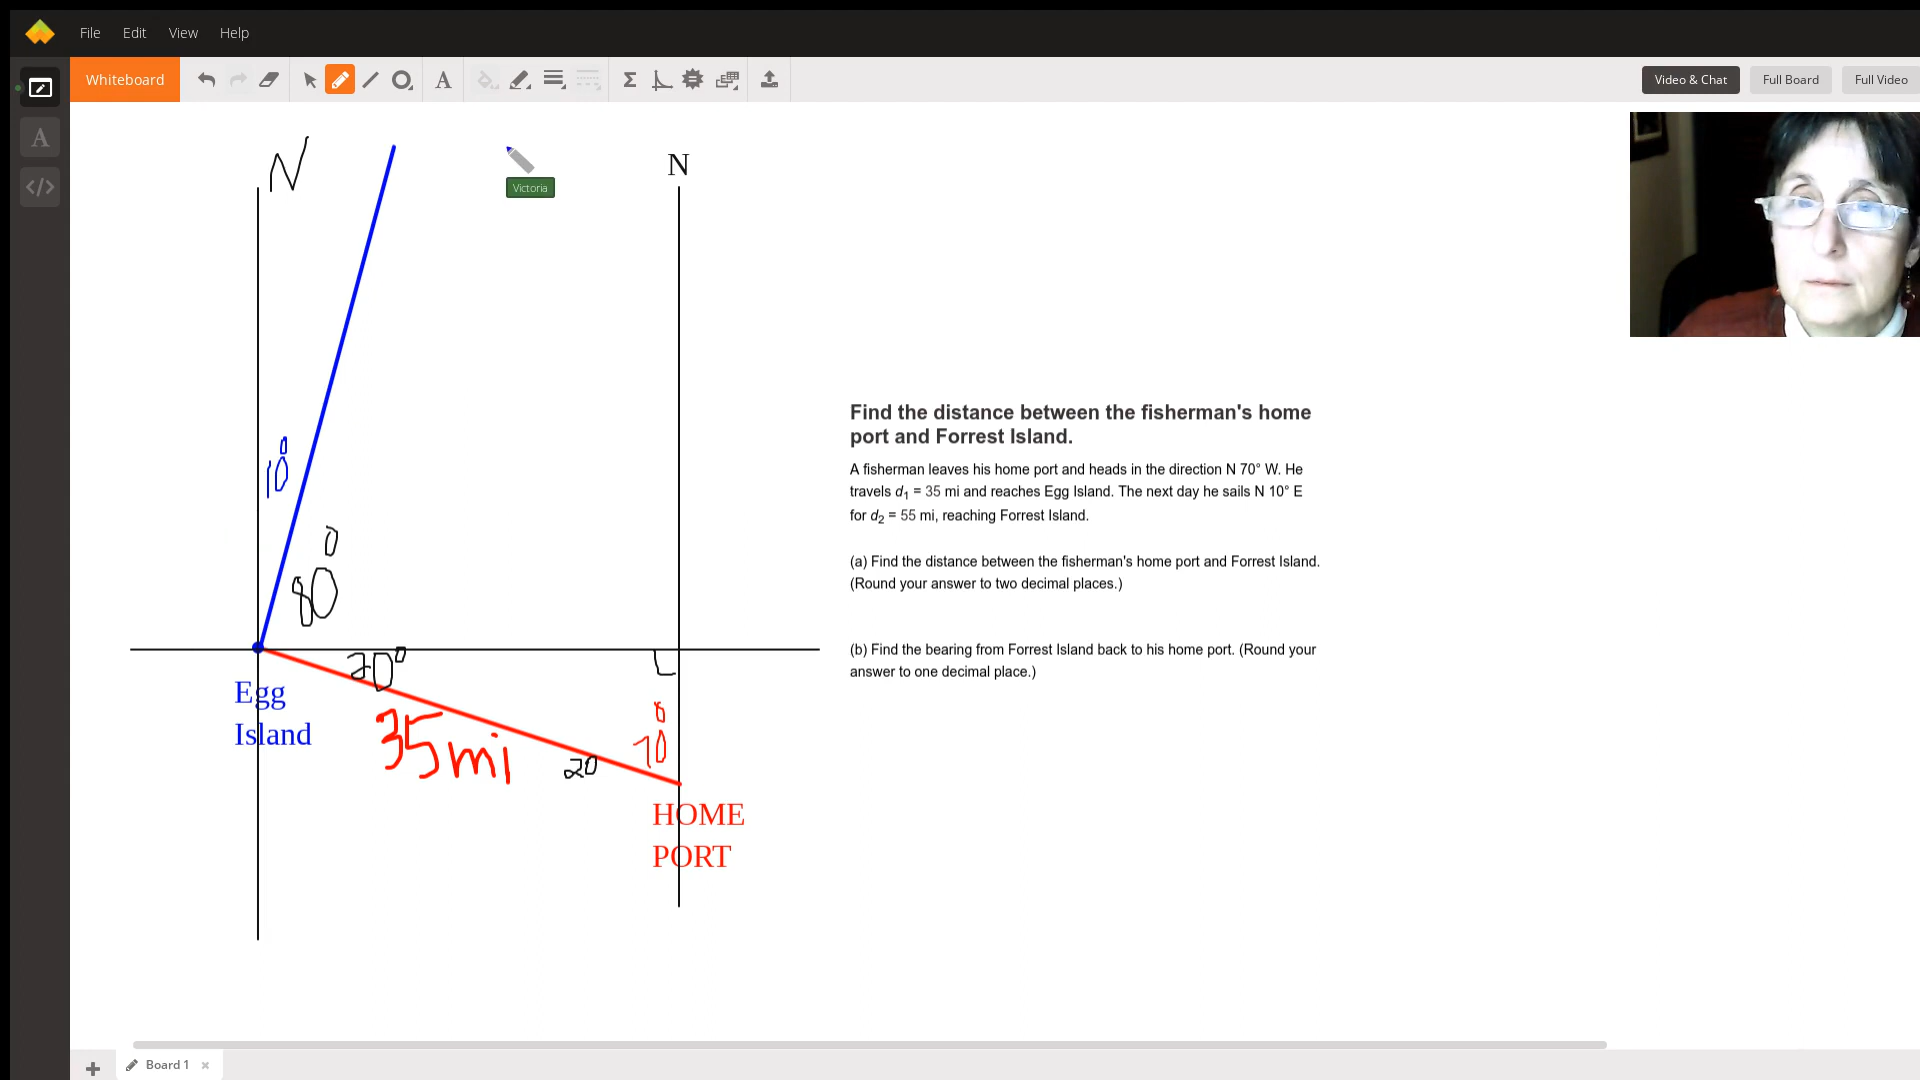 File Edit View Help
Whiteboard
A
Σ
Video & Chat Full Board Full Video
A
</>
N
N
Victoria
10°
80°
20°
Egg
Island
35 mi
70°
20
HOME
PORT
Find the distance between the fisherman's home
port and Forrest Island.
A fisherman leaves his home port and heads in the direction N 70° W. He
travels d1 = 35 mi and reaches Egg Island. The next day he sails N 10° E
for d2 = 55 mi, reaching Forrest Island.
(a) Find the distance between the fisherman's home port and Forrest Island.
(Round your answer to two decimal places.)
(b) Find the bearing from Forrest Island back to his home port. (Round your
answer to one decimal place.)
+ Board 1 ×